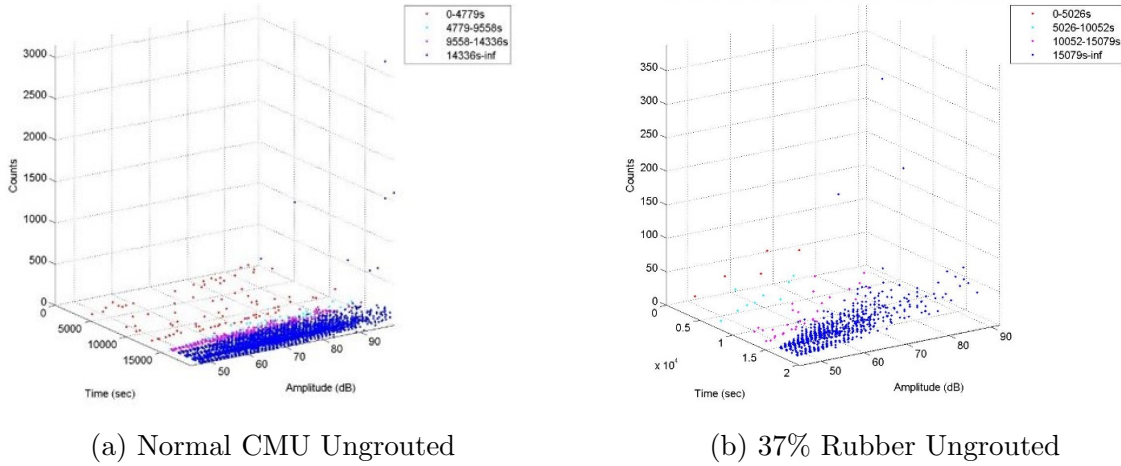 0-4779s
4779-9558s
9558-14336s
14336s-inf
3000
2500
2000
1500
1000
500
0
Counts
5000
10000
15000
Time (sec)
50
60
70
80
90
Amplitude (dB)
(a) Normal CMU Ungrouted
0-5026s
5026-10052s
10052-15079s
15079s-inf
350
300
250
200
150
100
50
0
Counts
0
0.5
1
1.5
2
x 10⁴
Time (sec)
50
60
70
80
90
Amplitude (dB)
(b) 37% Rubber Ungrouted